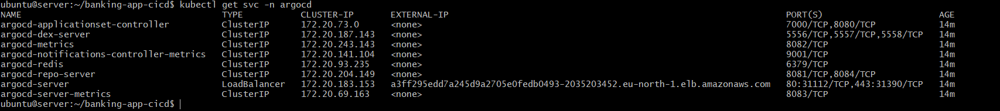 ubuntu@server:~/banking-app-cicd$ kubectl get svc -n argocd
NAME TYPE CLUSTER-IP EXTERNAL-IP PORT(S) AGE
argocd-applicationset-controller ClusterIP 172.20.73.0 <none> 7000/TCP,8080/TCP 14m
argocd-dex-server ClusterIP 172.20.187.143 <none> 5556/TCP,5557/TCP,5558/TCP 14m
argocd-metrics ClusterIP 172.20.243.143 <none> 8082/TCP 14m
argocd-notifications-controller-metrics ClusterIP 172.20.141.104 <none> 9001/TCP 14m
argocd-redis ClusterIP 172.20.93.235 <none> 6379/TCP 14m
argocd-repo-server ClusterIP 172.20.204.149 <none> 8081/TCP,8084/TCP 14m
argocd-server LoadBalancer 172.20.183.153 a3ff295edd7a245d9a2705e0fedb0493-2035203452.eu-north-1.elb.amazonaws.com 80:31112/TCP,443:31390/TCP 14m
argocd-server-metrics ClusterIP 172.20.69.163 <none> 8083/TCP 14m
ubuntu@server:~/banking-app-cicd$